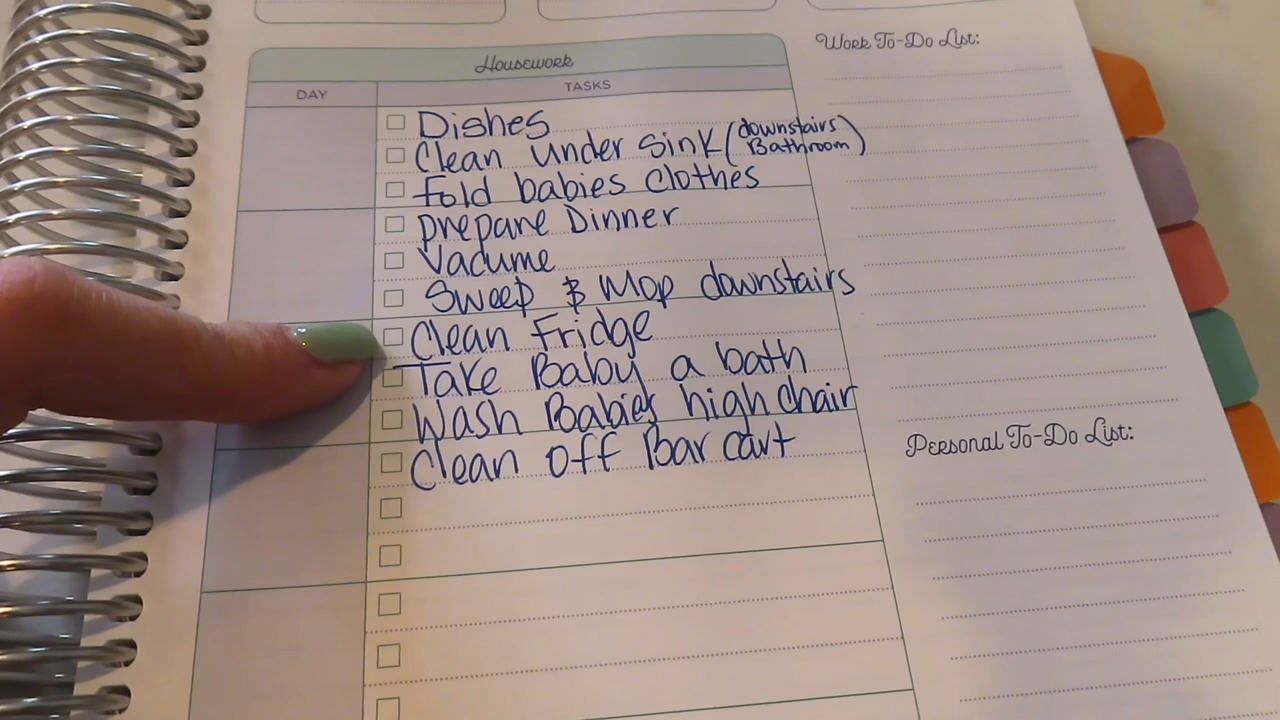 Housework
DAY TASKS
Dishes
Clean under sink (downstairs Bathroom)
fold babies clothes
prepare Dinner
Vacume
Sweep & Mop downstairs
Clean Fridge
Take Baby a bath
Wash Babies high chair
Clean off Bar cart
Work To-Do List:
Personal To-Do List: